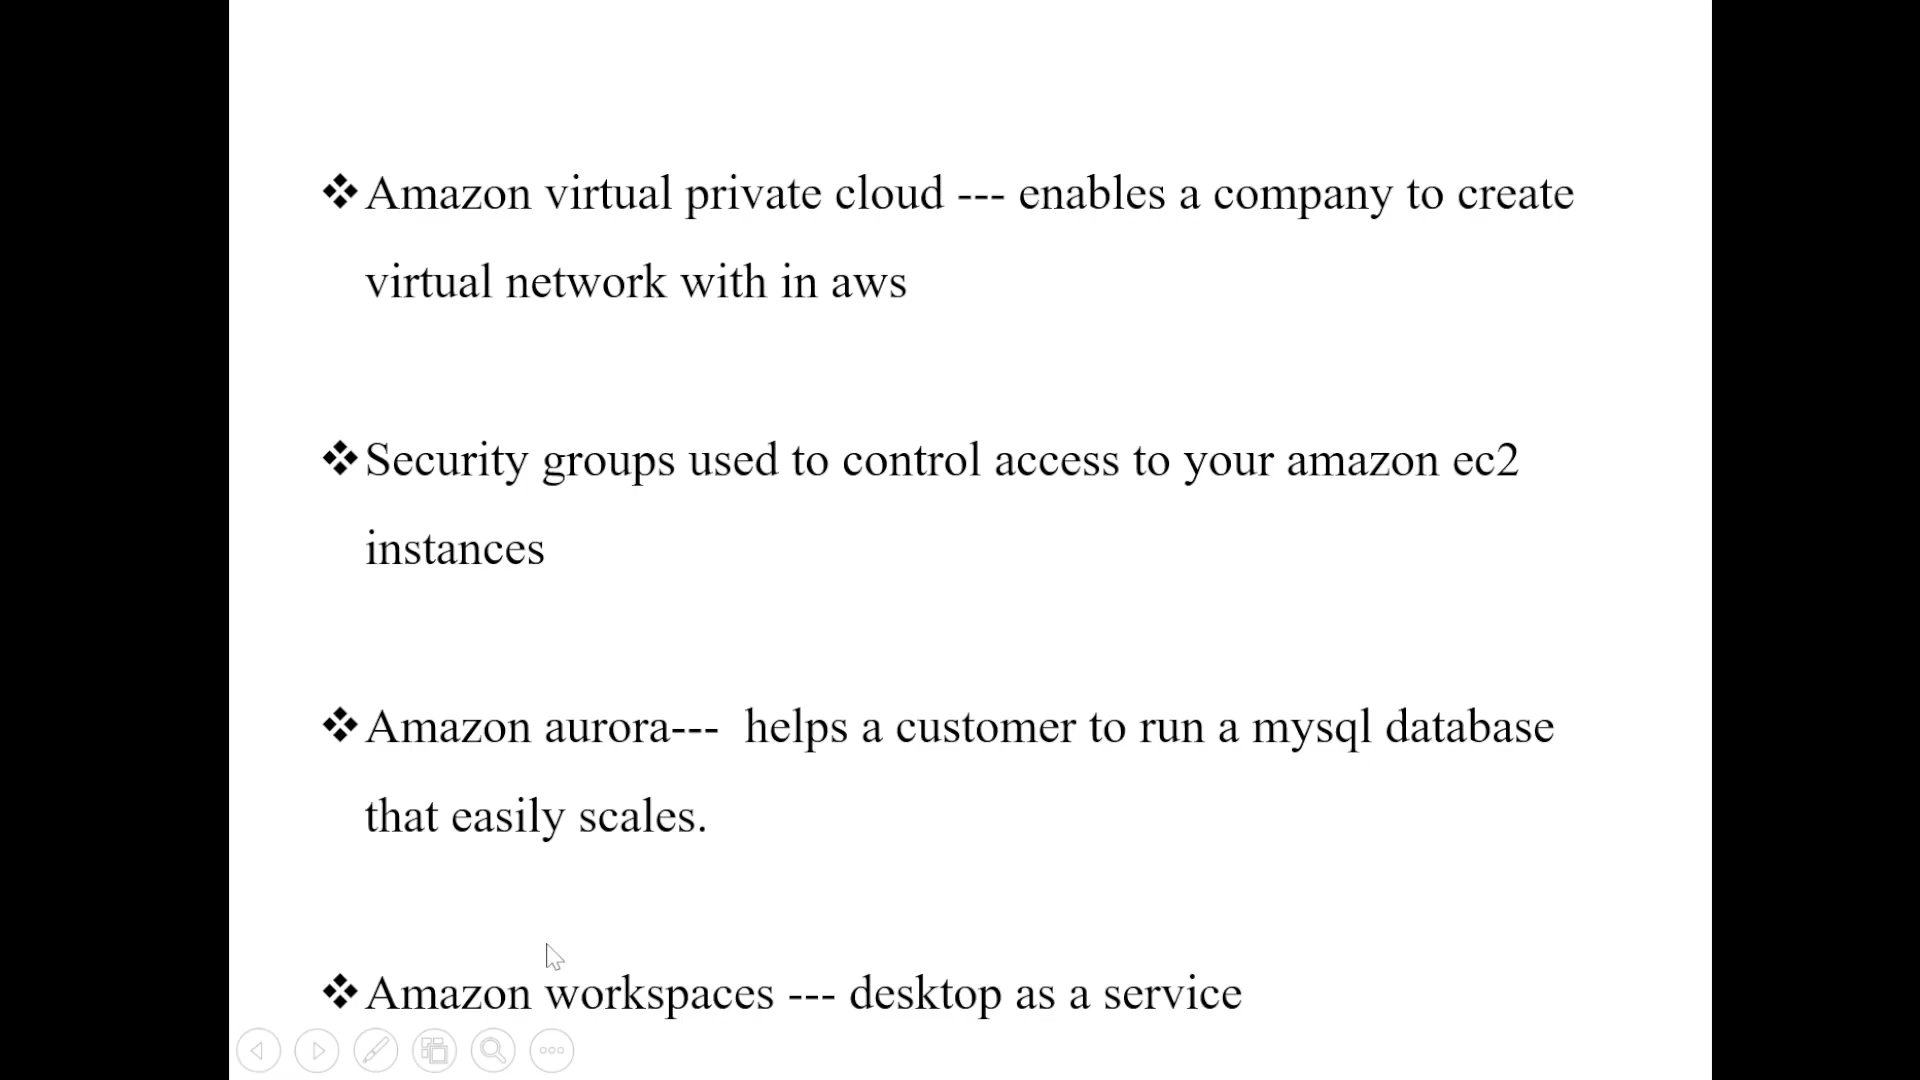 ❖Amazon virtual private cloud --- enables a company to create
virtual network with in aws
❖Security groups used to control access to your amazon ec2
instances
❖Amazon aurora---  helps a customer to run a mysql database
that easily scales.
❖Amazon workspaces --- desktop as a service